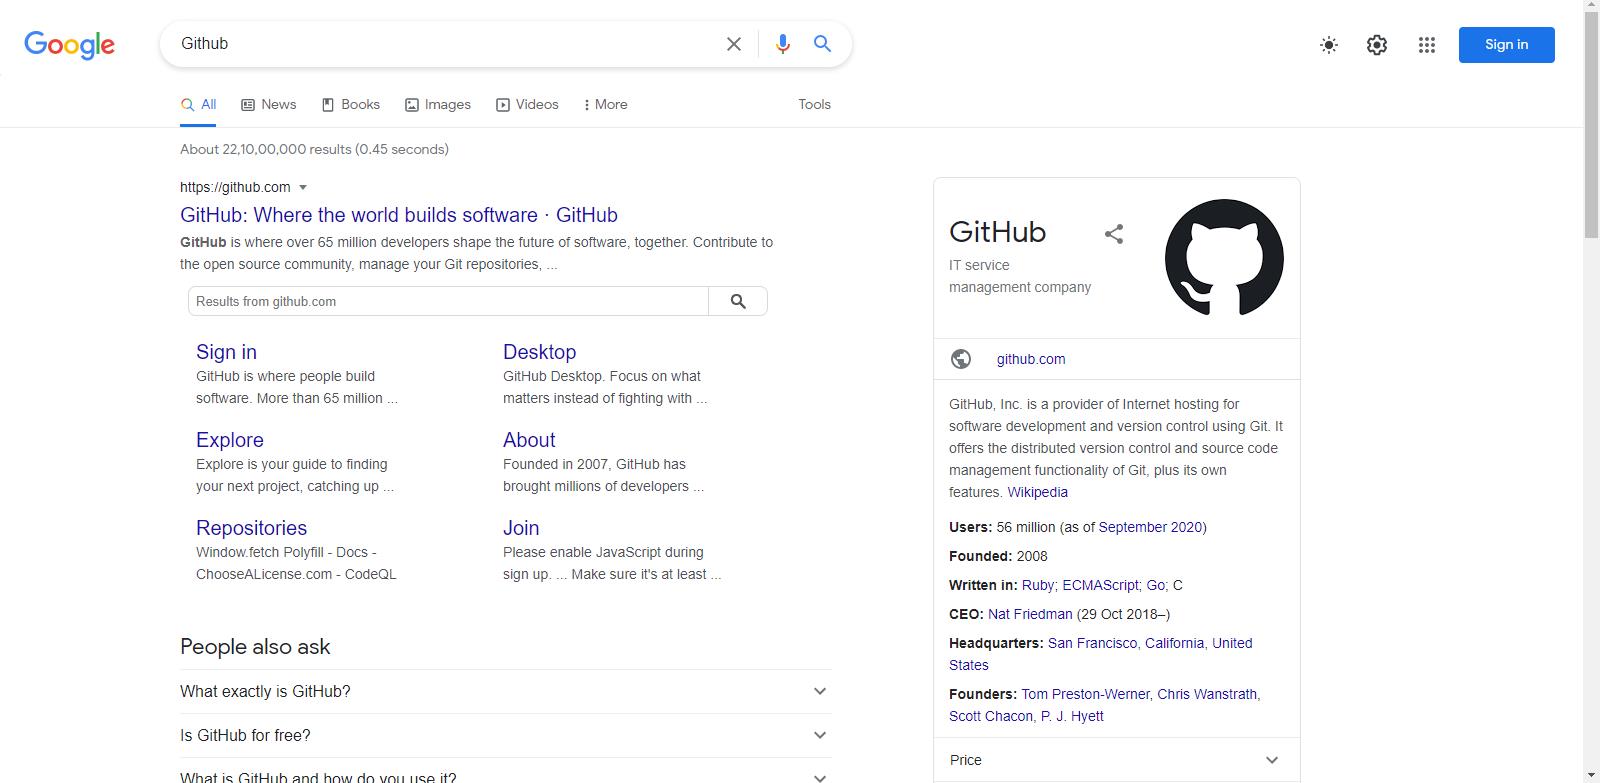 Google
Github
Sign in
All
News
Books
Images
Videos
More
Tools
About 22,10,00,000 results (0.45 seconds)
https://github.com
GitHub: Where the world builds software · GitHub
GitHub is where over 65 million developers shape the future of software, together. Contribute to
the open source community, manage your Git repositories, ...
Results from github.com
Sign in
GitHub is where people build
software. More than 65 million ...
Desktop
GitHub Desktop. Focus on what
matters instead of fighting with ...
Explore
Explore is your guide to finding
your next project, catching up ...
About
Founded in 2007, GitHub has
brought millions of developers ...
Repositories
Window.fetch Polyfill - Docs -
ChooseALicense.com - CodeQL
Join
Please enable JavaScript during
sign up. ... Make sure it's at least ...
People also ask
What exactly is GitHub?
Is GitHub for free?
What is GitHub and how do you use it?
GitHub
IT service
management company
github.com
GitHub, Inc. is a provider of Internet hosting for
software development and version control using Git. It
offers the distributed version control and source code
management functionality of Git, plus its own
features. Wikipedia
Users: 56 million (as of September 2020)
Founded: 2008
Written in: Ruby; ECMAScript; Go; C
CEO: Nat Friedman (29 Oct 2018–)
Headquarters: San Francisco, California, United
States
Founders: Tom Preston-Werner, Chris Wanstrath,
Scott Chacon, P. J. Hyett
Price